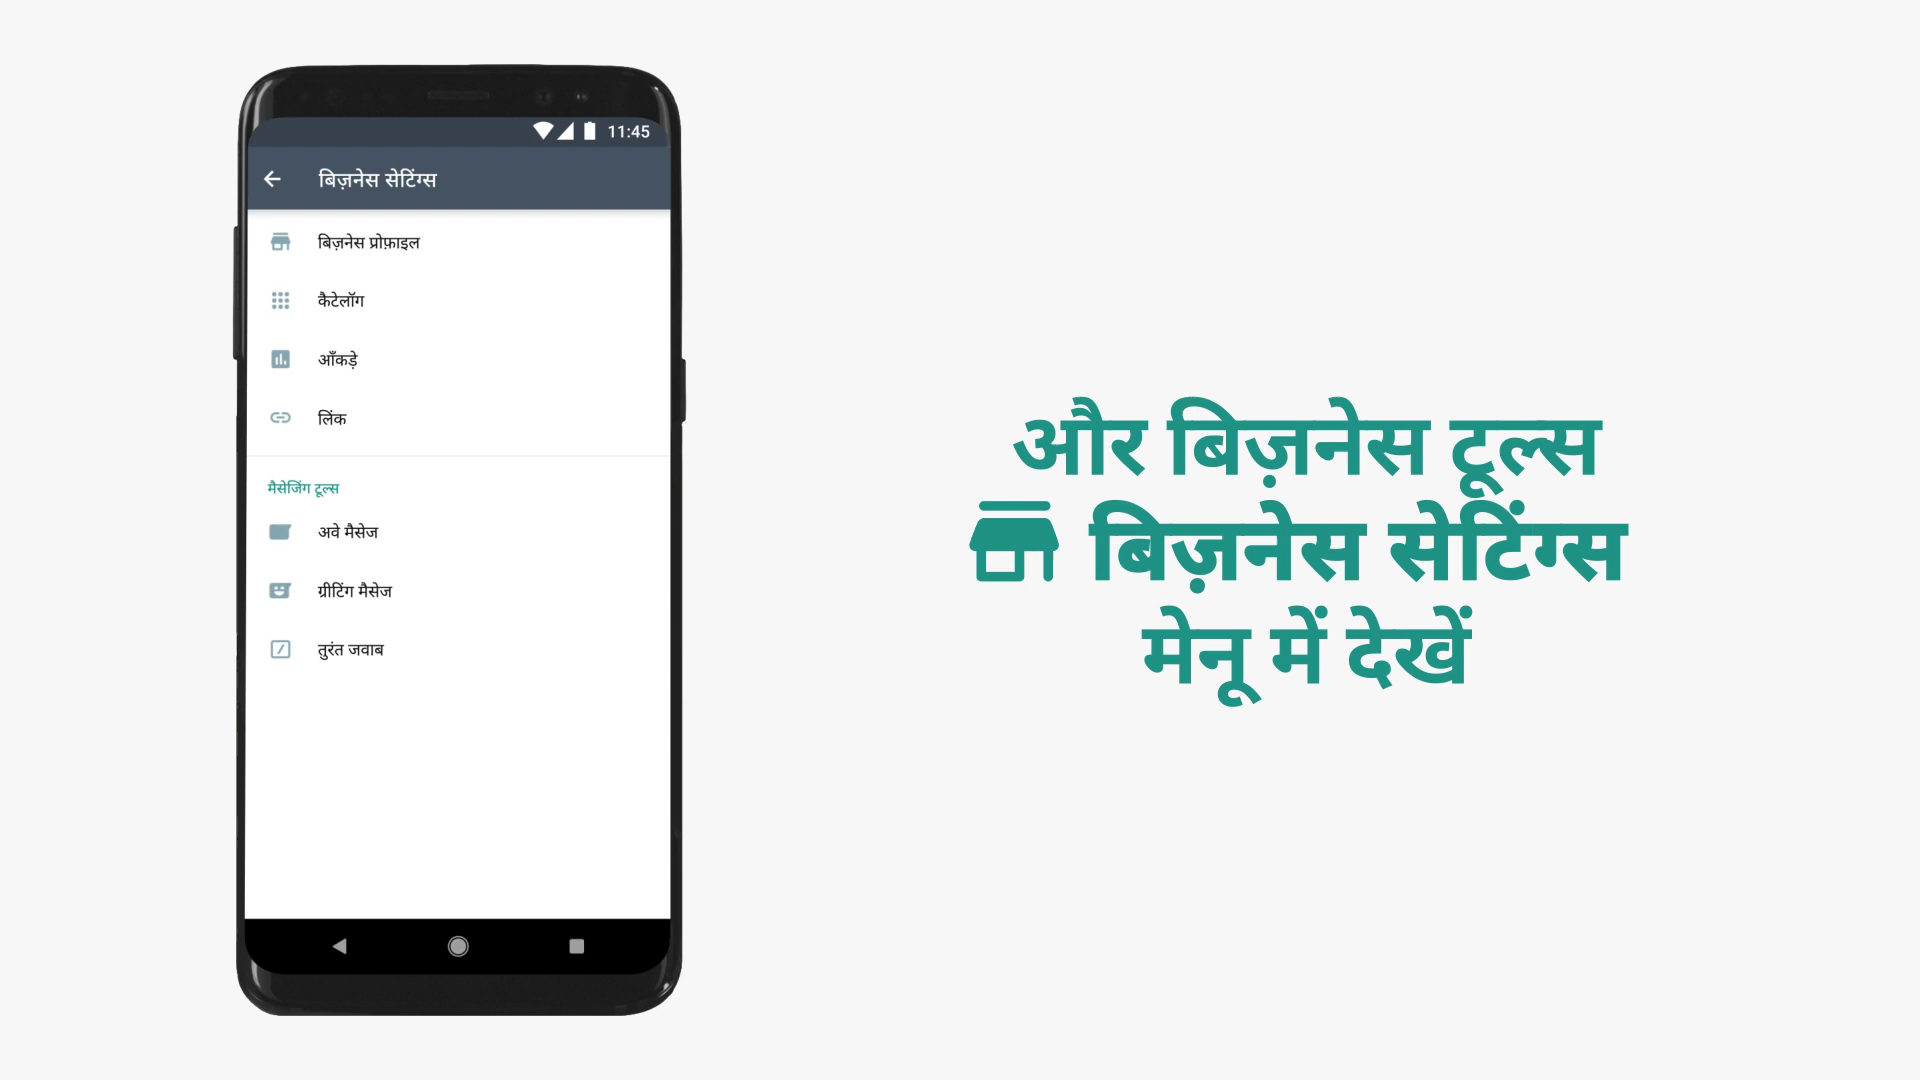 11:45
बिज़नेस सेटिंग्स
बिज़नेस प्रोफ़ाइल
कैटेलॉग
आँकड़े
लिंक
मैसेजिंग टूल्स
अवे मैसेज
ग्रीटिंग मैसेज
तुरंत जवाब
और बिज़नेस टूल्स
बिज़नेस सेटिंग्स
मेनू में देखें